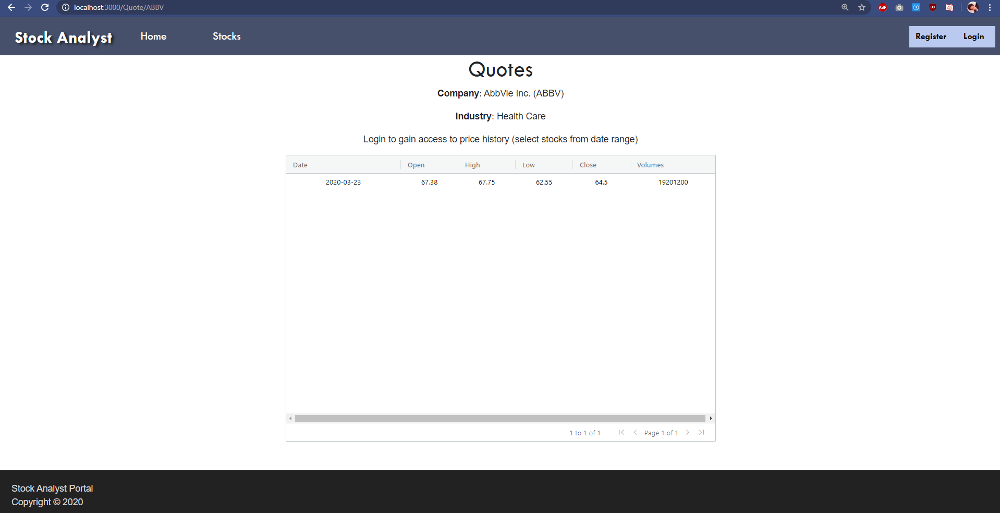 localhost:3000/Quote/ABBV
ABP
UD
Stock Analyst
Home
Stocks
Register
Login
Quotes
Company: AbbVie Inc. (ABBV)
Industry: Health Care
Login to gain access to price history (select stocks from date range)
Date Open High Low Close Volumes
2020-03-23 67.38 67.75 62.55 64.5 19201200
1 to 1 of 1 Page 1 of 1
Stock Analyst Portal
Copyright © 2020